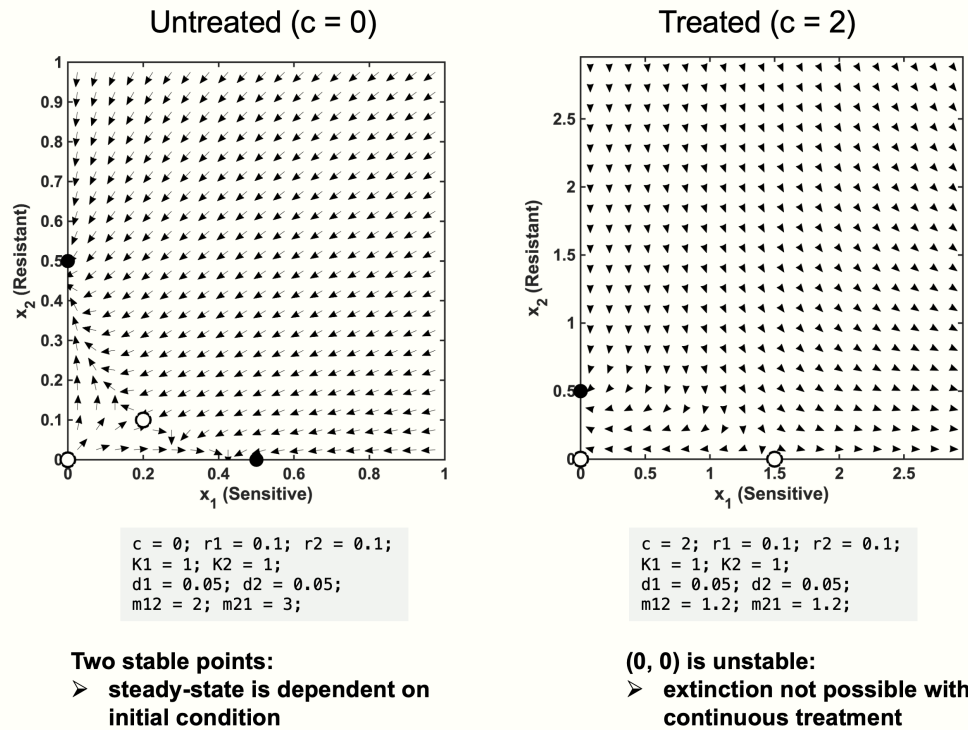 Untreated (c = 0)
1
0.9
0.8
0.7
0.6
0.5
0.4
0.3
0.2
0.1
0
x2 (Resistant)
0 0.2 0.4 0.6 0.8 1
x1 (Sensitive)
c = 0; r1 = 0.1; r2 = 0.1;
K1 = 1; K2 = 1;
d1 = 0.05; d2 = 0.05;
m12 = 2; m21 = 3;
Two stable points:
➢ steady-state is dependent on
initial condition
Treated (c = 2)
2.5
2
1.5
1
0.5
0
x2 (Resistant)
0 0.5 1 1.5 2 2.5
x1 (Sensitive)
c = 2; r1 = 0.1; r2 = 0.1;
K1 = 1; K2 = 1;
d1 = 0.05; d2 = 0.05;
m12 = 1.2; m21 = 1.2;
(0, 0) is unstable:
➢ extinction not possible with
continuous treatment